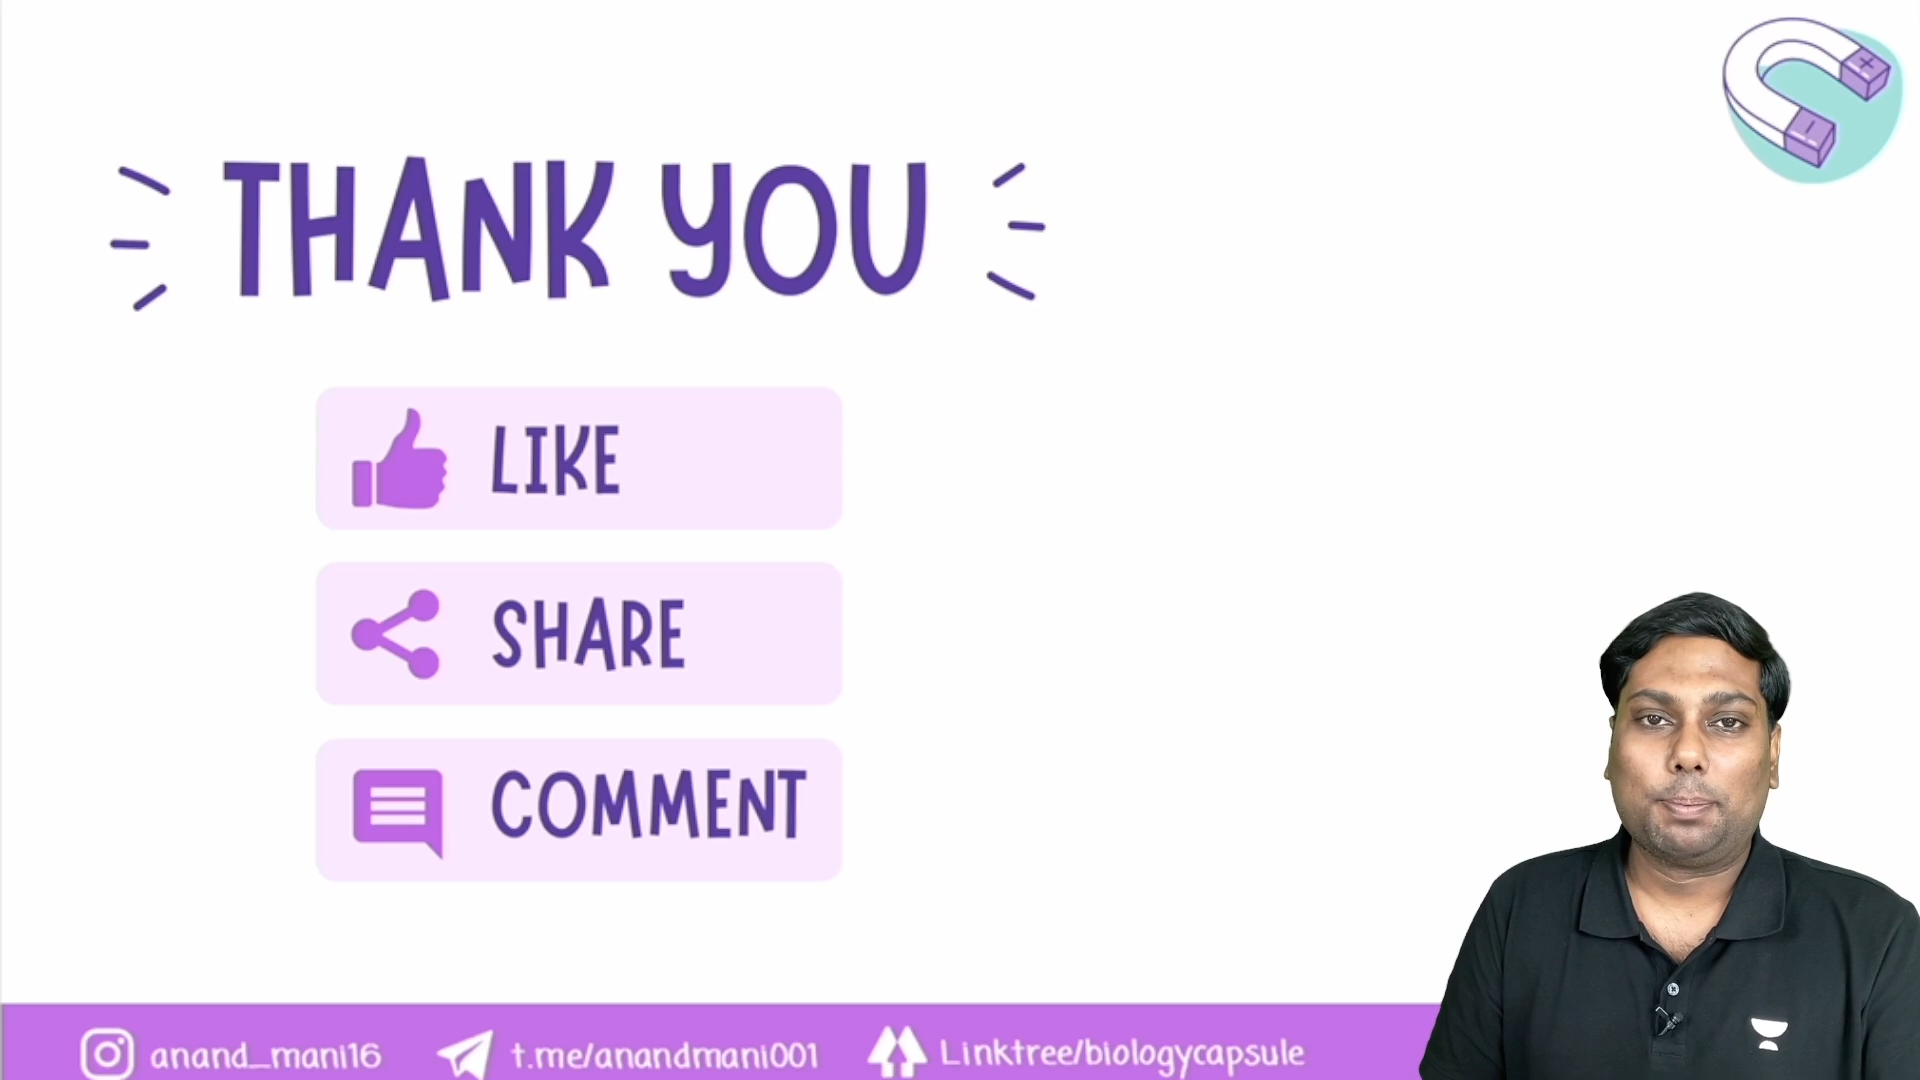 THANK YOU
LIKE
SHARE
COMMENT
anand_mani16 t.me/anandmani001 Linktree/biologycapsule